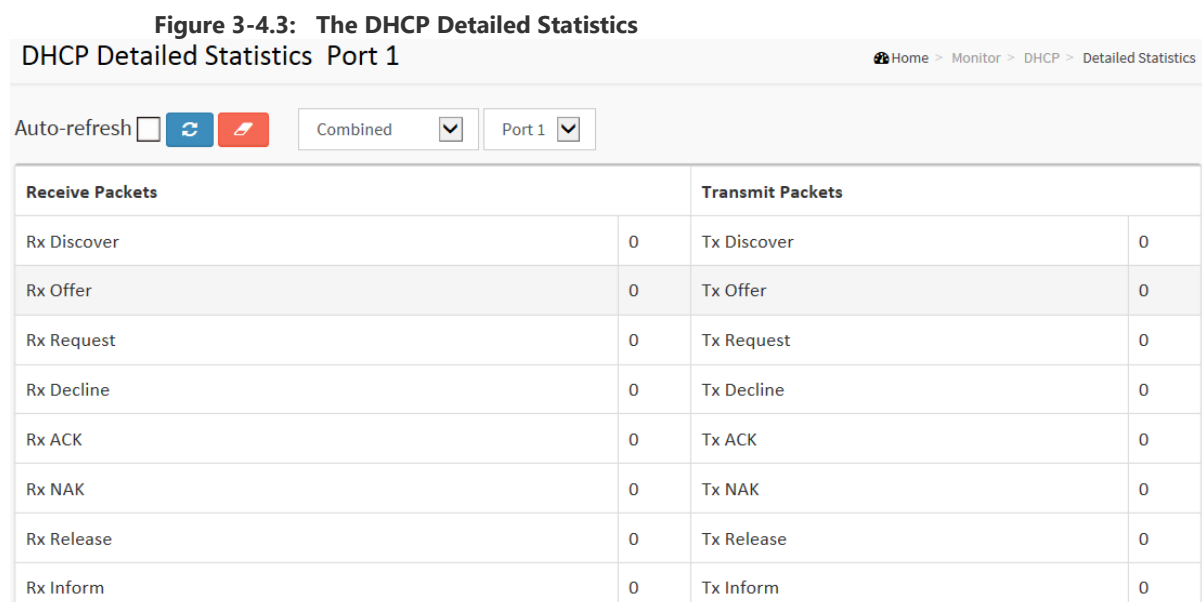 Figure 3-4.3: The DHCP Detailed Statistics
DHCP Detailed Statistics Port 1
Home > Monitor > DHCP > Detailed Statistics
Auto-refresh Combined Port 1
Receive Packets Transmit Packets
Rx Discover 0 Tx Discover 0
Rx Offer 0 Tx Offer 0
Rx Request 0 Tx Request 0
Rx Decline 0 Tx Decline 0
Rx ACK 0 Tx ACK 0
Rx NAK 0 Tx NAK 0
Rx Release 0 Tx Release 0
Rx Inform 0 Tx Inform 0